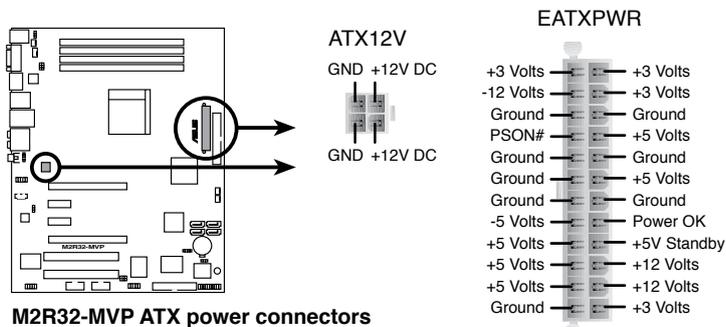 EATXPWR
ATX12V
GND +12V DC
GND +12V DC
+3 Volts +3 Volts
-12 Volts +3 Volts
Ground Ground
PSON# +5 Volts
Ground Ground
Ground +5 Volts
Ground Ground
-5 Volts Power OK
+5 Volts +5V Standby
+5 Volts +12 Volts
+5 Volts +12 Volts
Ground +3 Volts
ASUS
M2R32-MVP
M2R32-MVP ATX power connectors